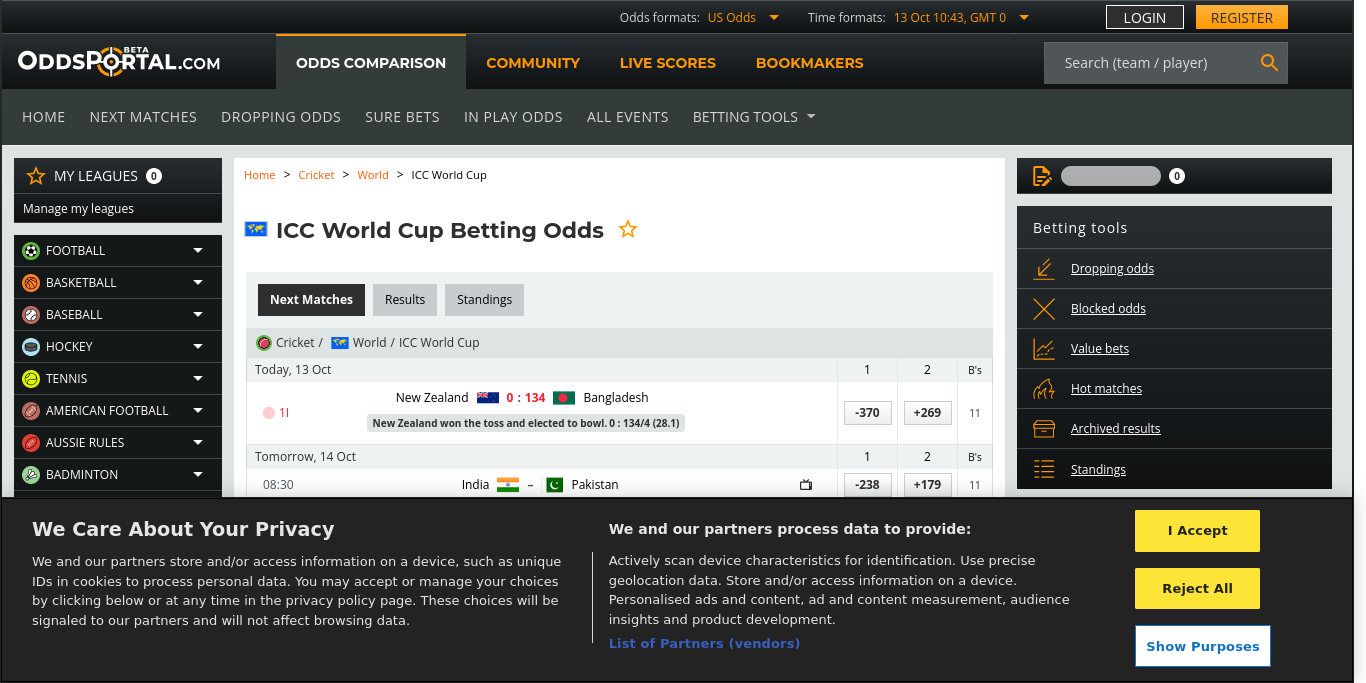 Odds formats: US Odds Time formats: 13 Oct 10:43, GMT 0 LOGIN REGISTER
ODDSPORTAL.COM BETA
ODDS COMPARISON COMMUNITY LIVE SCORES BOOKMAKERS Search (team / player)
HOME NEXT MATCHES DROPPING ODDS SURE BETS IN PLAY ODDS ALL EVENTS BETTING TOOLS
MY LEAGUES 0
Manage my leagues
FOOTBALL
BASKETBALL
BASEBALL
HOCKEY
TENNIS
AMERICAN FOOTBALL
AUSSIE RULES
BADMINTON
Home > Cricket > World > ICC World Cup
ICC World Cup Betting Odds
Next Matches Results Standings
Cricket / World / ICC World Cup
Today, 13 Oct 1 2 B's
New Zealand 0 : 134 Bangladesh
1I -370 +269 11
New Zealand won the toss and elected to bowl. 0 : 134/4 (28.1)
Tomorrow, 14 Oct 1 2 B's
08:30 India – Pakistan -238 +179 11
0
Betting tools
Dropping odds
Blocked odds
Value bets
Hot matches
Archived results
Standings
We Care About Your Privacy
We and our partners store and/or access information on a device, such as unique
IDs in cookies to process personal data. You may accept or manage your choices
by clicking below or at any time in the privacy policy page. These choices will be
signaled to our partners and will not affect browsing data.
We and our partners process data to provide:
Actively scan device characteristics for identification. Use precise
geolocation data. Store and/or access information on a device.
Personalised ads and content, ad and content measurement, audience
insights and product development.
List of Partners (vendors)
I Accept
Reject All
Show Purposes